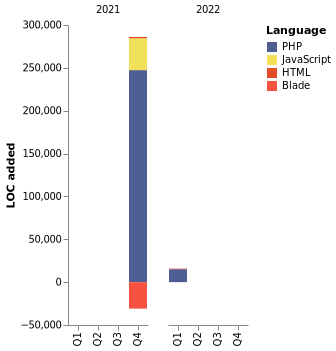 2021 2022
Language
PHP
JavaScript
HTML
Blade
LOC added
300,000
250,000
200,000
150,000
100,000
50,000
0
−50,000
Q1 Q2 Q3 Q4 Q1 Q2 Q3 Q4